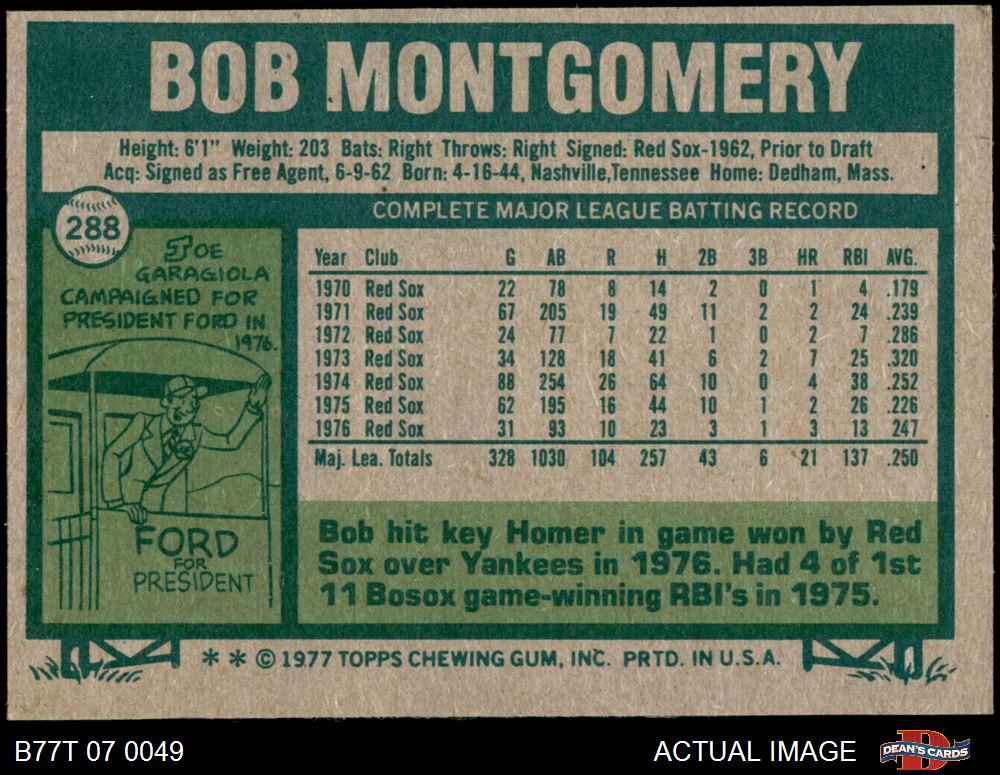 BOB MONTGOMERY
Height: 6'1" Weight: 203 Bats: Right Throws: Right Signed: Red Sox-1962, Prior to Draft
Acq: Signed as Free Agent, 6-9-62 Born: 4-16-44, Nashville,Tennessee Home: Dedham, Mass.
288
COMPLETE MAJOR LEAGUE BATTING RECORD
JOE
GARAGIOLA
CAMPAIGNED FOR
PRESIDENT FORD IN
1976.
FORD
FOR
PRESIDENT
Year Club G AB R H 2B 3B HR RBI AVG.
1970 Red Sox 22 78 8 14 2 0 1 4 .179
1971 Red Sox 67 205 19 49 11 2 2 24 .239
1972 Red Sox 24 77 7 22 1 0 2 7 .286
1973 Red Sox 34 128 18 41 6 2 7 25 .320
1974 Red Sox 88 254 26 64 10 0 4 38 .252
1975 Red Sox 62 195 16 44 10 1 2 26 .226
1976 Red Sox 31 93 10 23 3 1 3 13 .247
Maj. Lea. Totals 328 1030 104 257 43 6 21 137 .250
Bob hit key Homer in game won by Red
Sox over Yankees in 1976. Had 4 of 1st
11 Bosox game-winning RBI's in 1975.
* * © 1977 TOPPS CHEWING GUM, INC. PRTD. IN U.S.A.
B77T 07 0049
ACTUAL IMAGE
D
DEAN'S CARDS